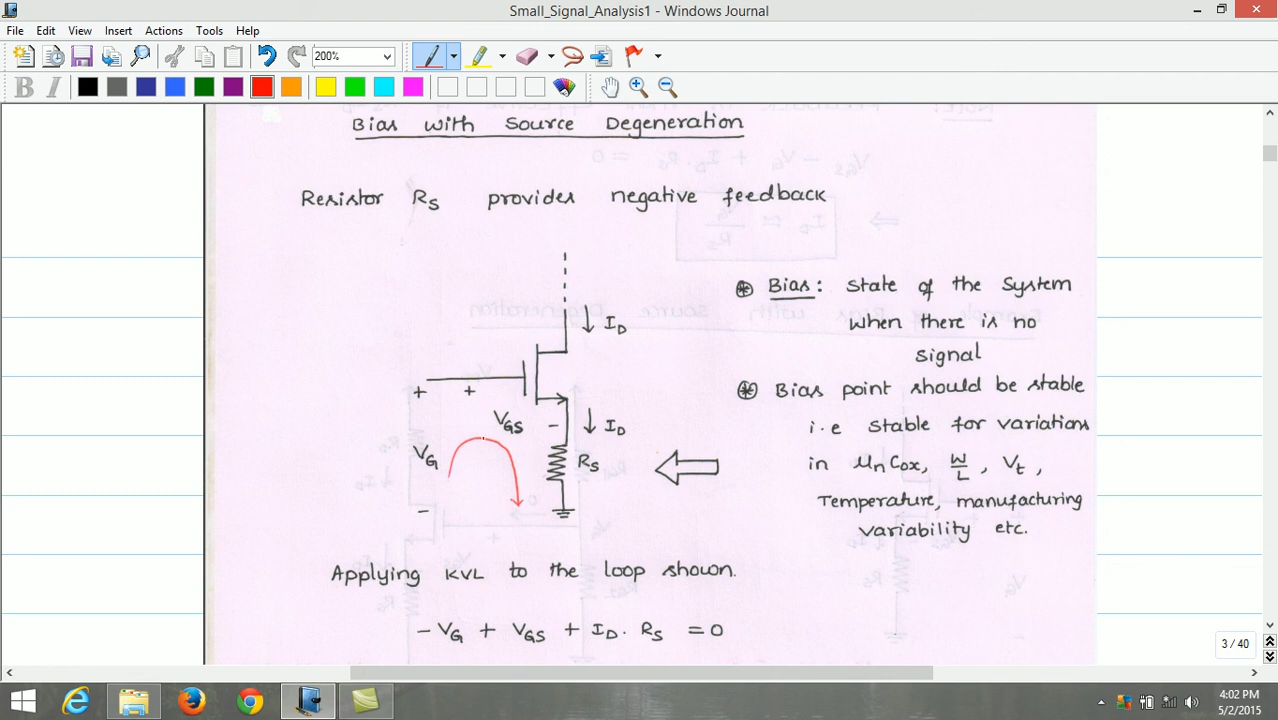 Small_Signal_Analysis1 - Windows Journal
File Edit View Insert Actions Tools Help
200%
B I
Bias with Source Degeneration
Resistor RS provides negative feedback
ID
+ +
VGS - ID
VG RS
-
⊛ Bias: State of the System
when there is no
signal
⊛ Bias point should be stable
i.e stable for variations
in μnCox, W/L, Vt,
Temperature, manufacturing
variability etc.
Applying KVL to the loop shown.
- VG + VGS + ID. RS = 0
3 / 40
4:02 PM
5/2/2015